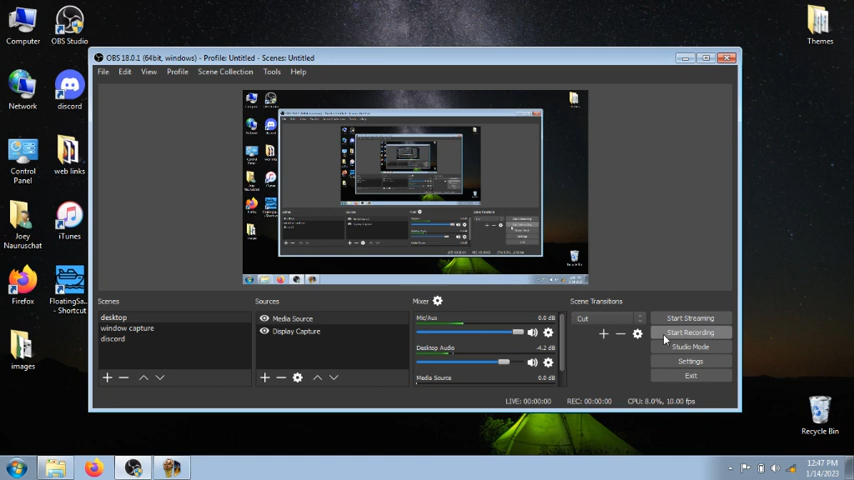 Computer
OBS Studio
Themes
Network
discord
Control
Panel
web links
Joey
Nauruschat
iTunes
Firefox
FloatingSa...
- Shortcut
images
Recycle Bin
OBS 18.0.1 (64bit, windows) - Profile: Untitled - Scenes: Untitled
File Edit View Profile Scene Collection Tools Help
Scenes
desktop
window capture
discord
Sources
Media Source
Display Capture
Mixer
Mic/Aux 0.0 dB
Desktop Audio -4.2 dB
Media Source 0.0 dB
Scene Transitions
Cut
Start Streaming
Start Recording
Studio Mode
Settings
Exit
LIVE: 00:00:00 REC: 00:00:00 CPU: 8.0%, 10.00 fps
12:47 PM
1/14/2023